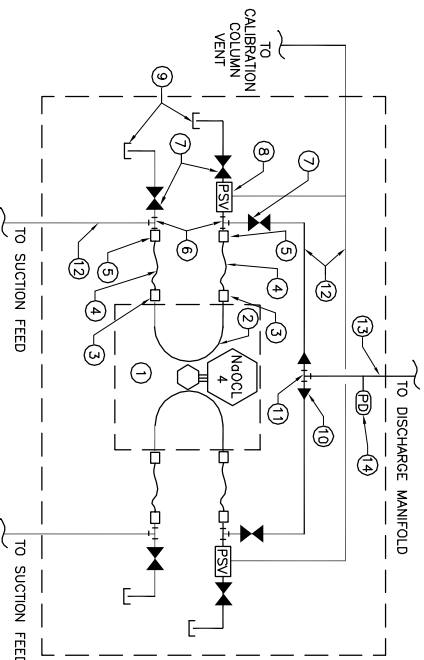 TO
CALIBRATION
COLUMN
VENT
TO DISCHARGE MANIFOLD
13
PD
14
9
7
8
PSV
7
12
6
5
4
3
2
NaOCL
4
1
11
10
12
5
4
3
TO SUCTION FEED
PSV
TO SUCTION FEED